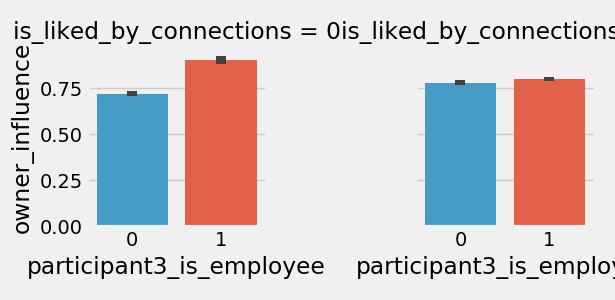 is_liked_by_connections = 0is_liked_by_connections
owner_influence
0.75
0.50
0.25
0.00
0 1 0 1
participant3_is_employee participant3_is_employ